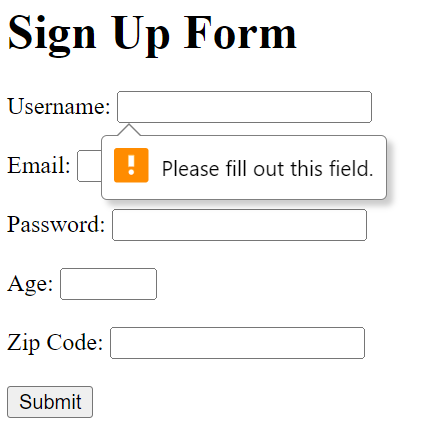 Sign Up Form
Username:
Please fill out this field.
Email:
Password:
Age:
Zip Code:
Submit